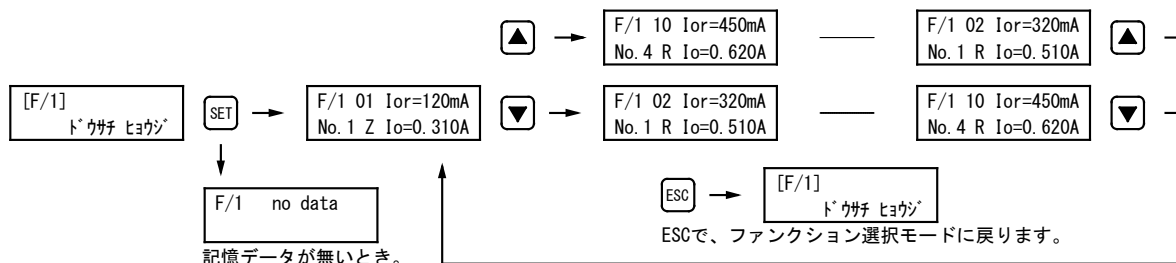 F/1 10 Ior=450mA
No.4 R Io=0.620A
F/1 02 Ior=320mA
No.1 R Io=0.510A
[F/1]
ﾄﾞｳｻﾁ ﾋｮｳｼﾞ
SET
F/1 01 Ior=120mA
No.1 Z Io=0.310A
F/1 02 Ior=320mA
No.1 R Io=0.510A
F/1 10 Ior=450mA
No.4 R Io=0.620A
F/1 no data
記憶データが無いとき。
ESC
[F/1]
ﾄﾞｳｻﾁ ﾋｮｳｼﾞ
ESCで、ファンクション選択モードに戻ります。